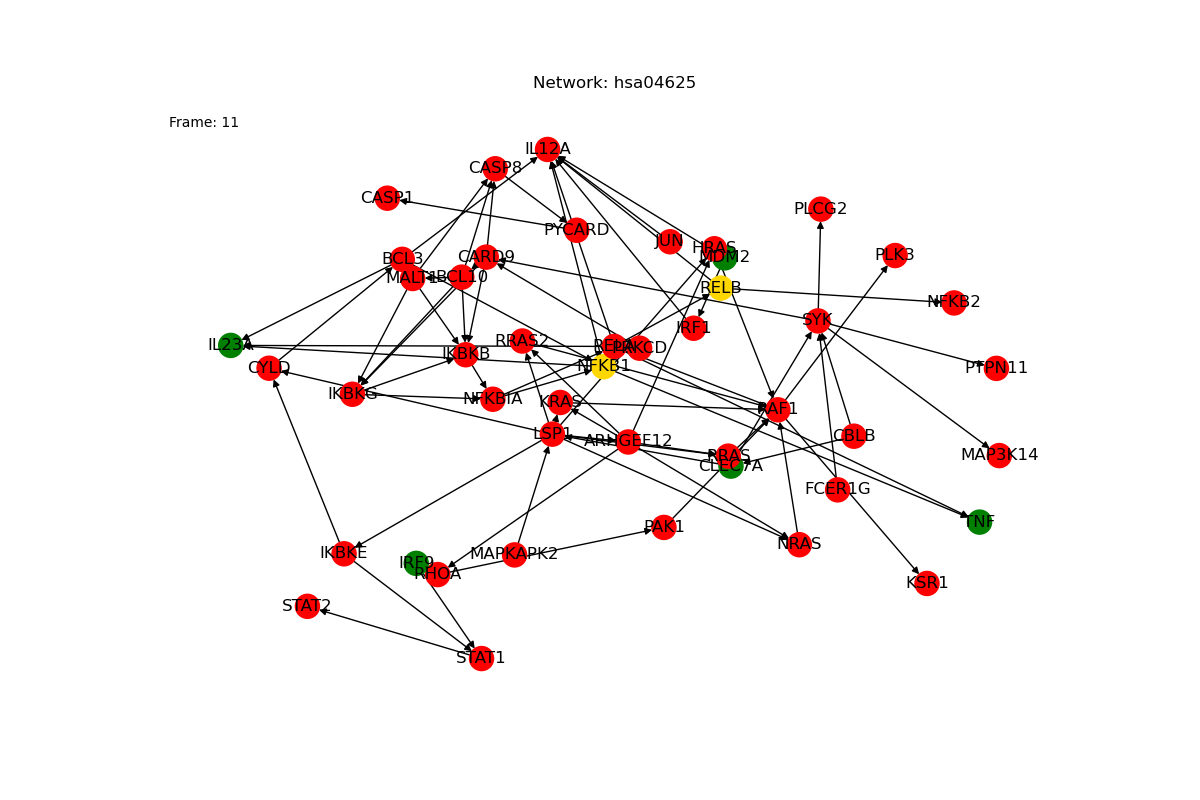 Network: hsa04625
Frame: 11
IL12A
CASP8
CASP1
PLCG2
PYCARD
JUN
HRAS
MDM2
PLK3
BCL3
CARD9
MALT1
BCL10
RELB
NFKB2
SYK
IRF1
IL23A
RRAS2
RELA
PRKCD
IKBKB
CYLD
NFKB1
PTPN11
IKBKG
NFKBIA
KRAS
RAF1
LSP1
ARHGEF12
CBLB
RRAS
CLEC7A
MAP3K14
FCER1G
TNF
PAK1
NRAS
IKBKE
MAPKAPK2
IRF9
RHOA
KSR1
STAT2
STAT1